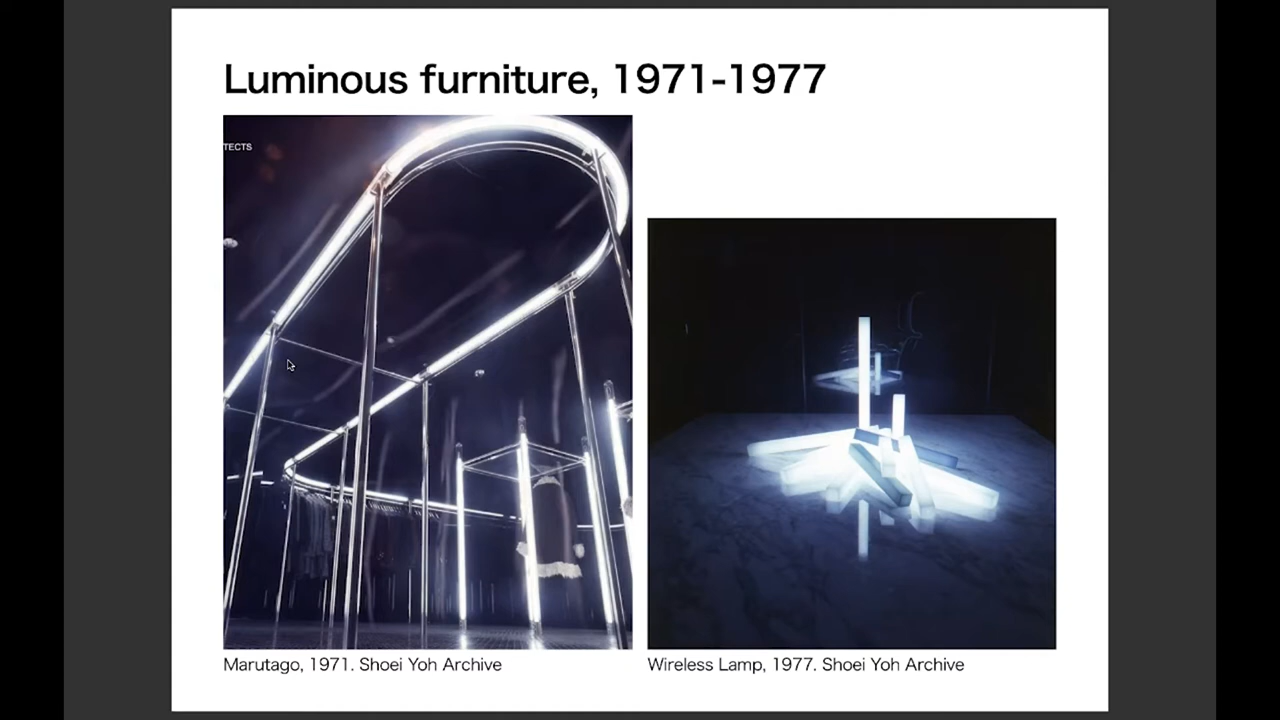 Luminous furniture, 1971-1977
TECTS
Marutago, 1971. Shoei Yoh Archive
Wireless Lamp, 1977. Shoei Yoh Archive